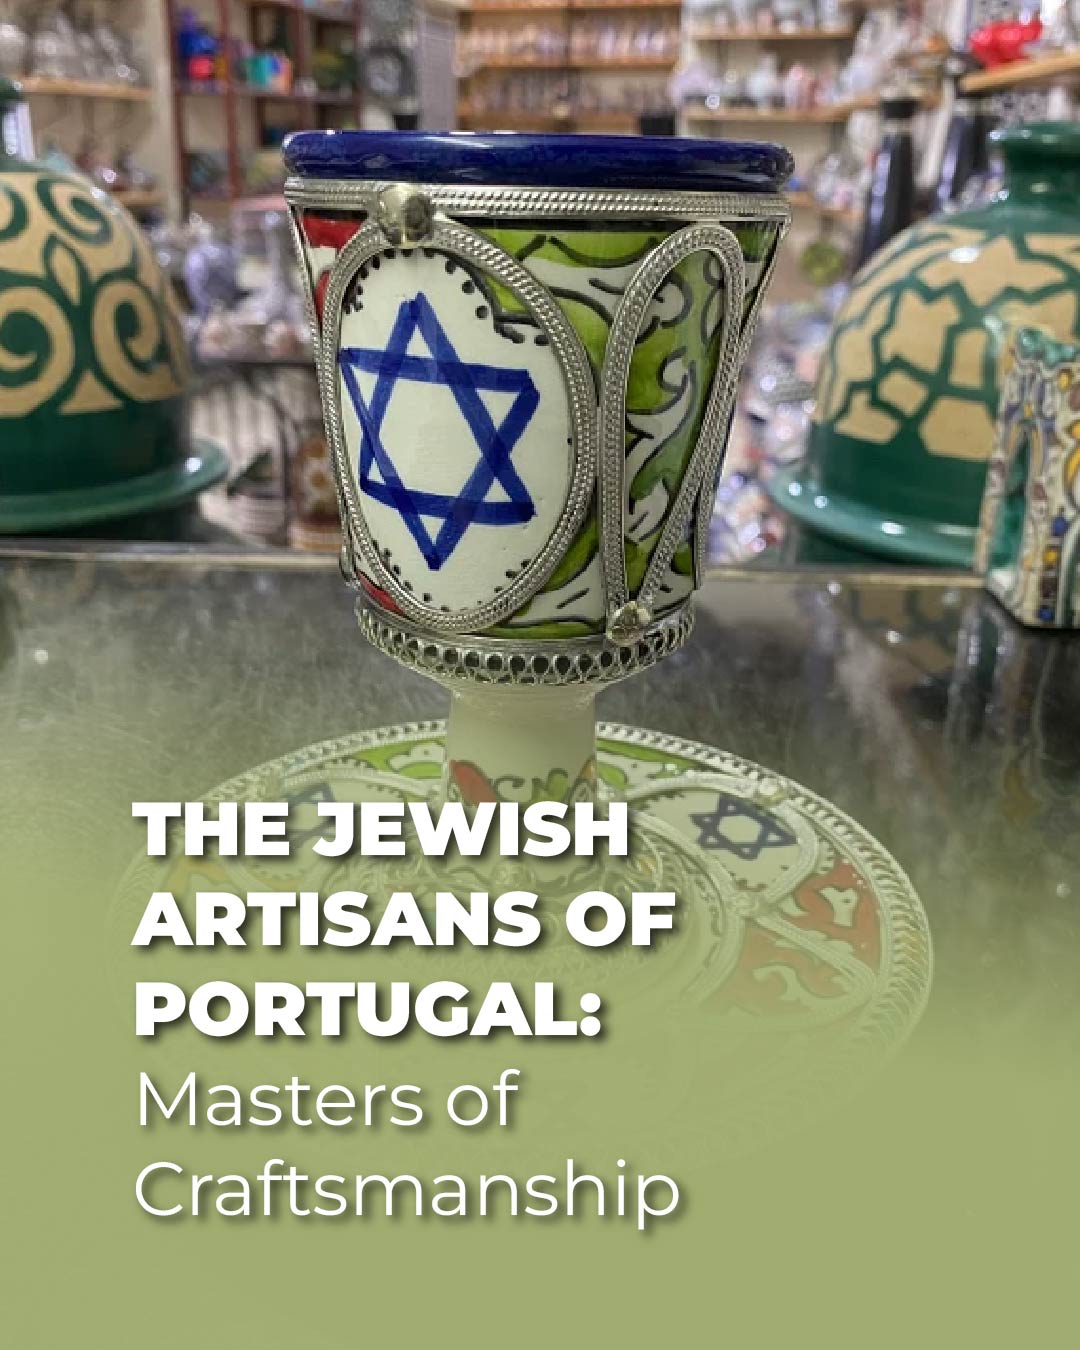 THE JEWISH
ARTISANS OF
PORTUGAL:
Masters of
Craftsmanship